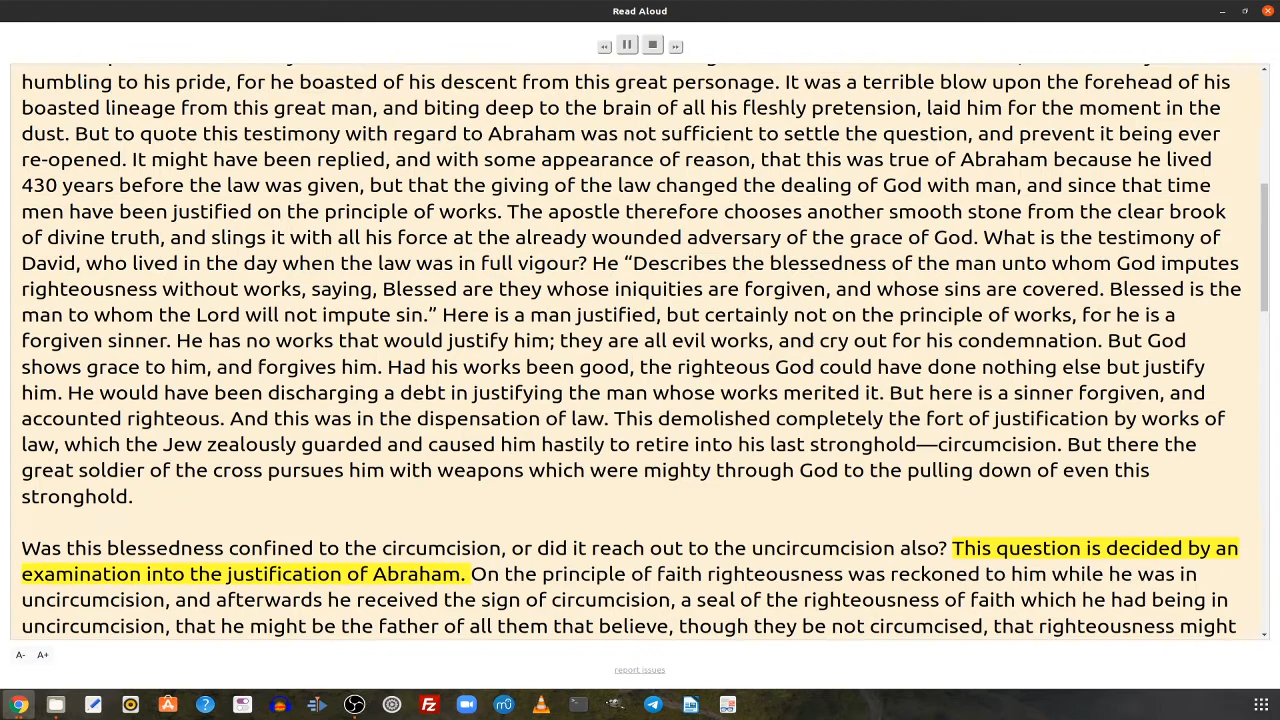 Read Aloud
humbling to his pride, for he boasted of his descent from this great personage. It was a terrible blow upon the forehead of his
boasted lineage from this great man, and biting deep to the brain of all his fleshly pretension, laid him for the moment in the
dust. But to quote this testimony with regard to Abraham was not sufficient to settle the question, and prevent it being ever
re-opened. It might have been replied, and with some appearance of reason, that this was true of Abraham because he lived
430 years before the law was given, but that the giving of the law changed the dealing of God with man, and since that time
men have been justified on the principle of works. The apostle therefore chooses another smooth stone from the clear brook
of divine truth, and slings it with all his force at the already wounded adversary of the grace of God. What is the testimony of
David, who lived in the day when the law was in full vigour? He “Describes the blessedness of the man unto whom God imputes
righteousness without works, saying, Blessed are they whose iniquities are forgiven, and whose sins are covered. Blessed is the
man to whom the Lord will not impute sin.” Here is a man justified, but certainly not on the principle of works, for he is a
forgiven sinner. He has no works that would justify him; they are all evil works, and cry out for his condemnation. But God
shows grace to him, and forgives him. Had his works been good, the righteous God could have done nothing else but justify
him. He would have been discharging a debt in justifying the man whose works merited it. But here is a sinner forgiven, and
accounted righteous. And this was in the dispensation of law. This demolished completely the fort of justification by works of
law, which the Jew zealously guarded and caused him hastily to retire into his last stronghold—circumcision. But there the
great soldier of the cross pursues him with weapons which were mighty through God to the pulling down of even this
stronghold.
Was this blessedness confined to the circumcision, or did it reach out to the uncircumcision also? This question is decided by an
examination into the justification of Abraham. On the principle of faith righteousness was reckoned to him while he was in
uncircumcision, and afterwards he received the sign of circumcision, a seal of the righteousness of faith which he had being in
uncircumcision, that he might be the father of all them that believe, though they be not circumcised, that righteousness might
A- A+
report issues